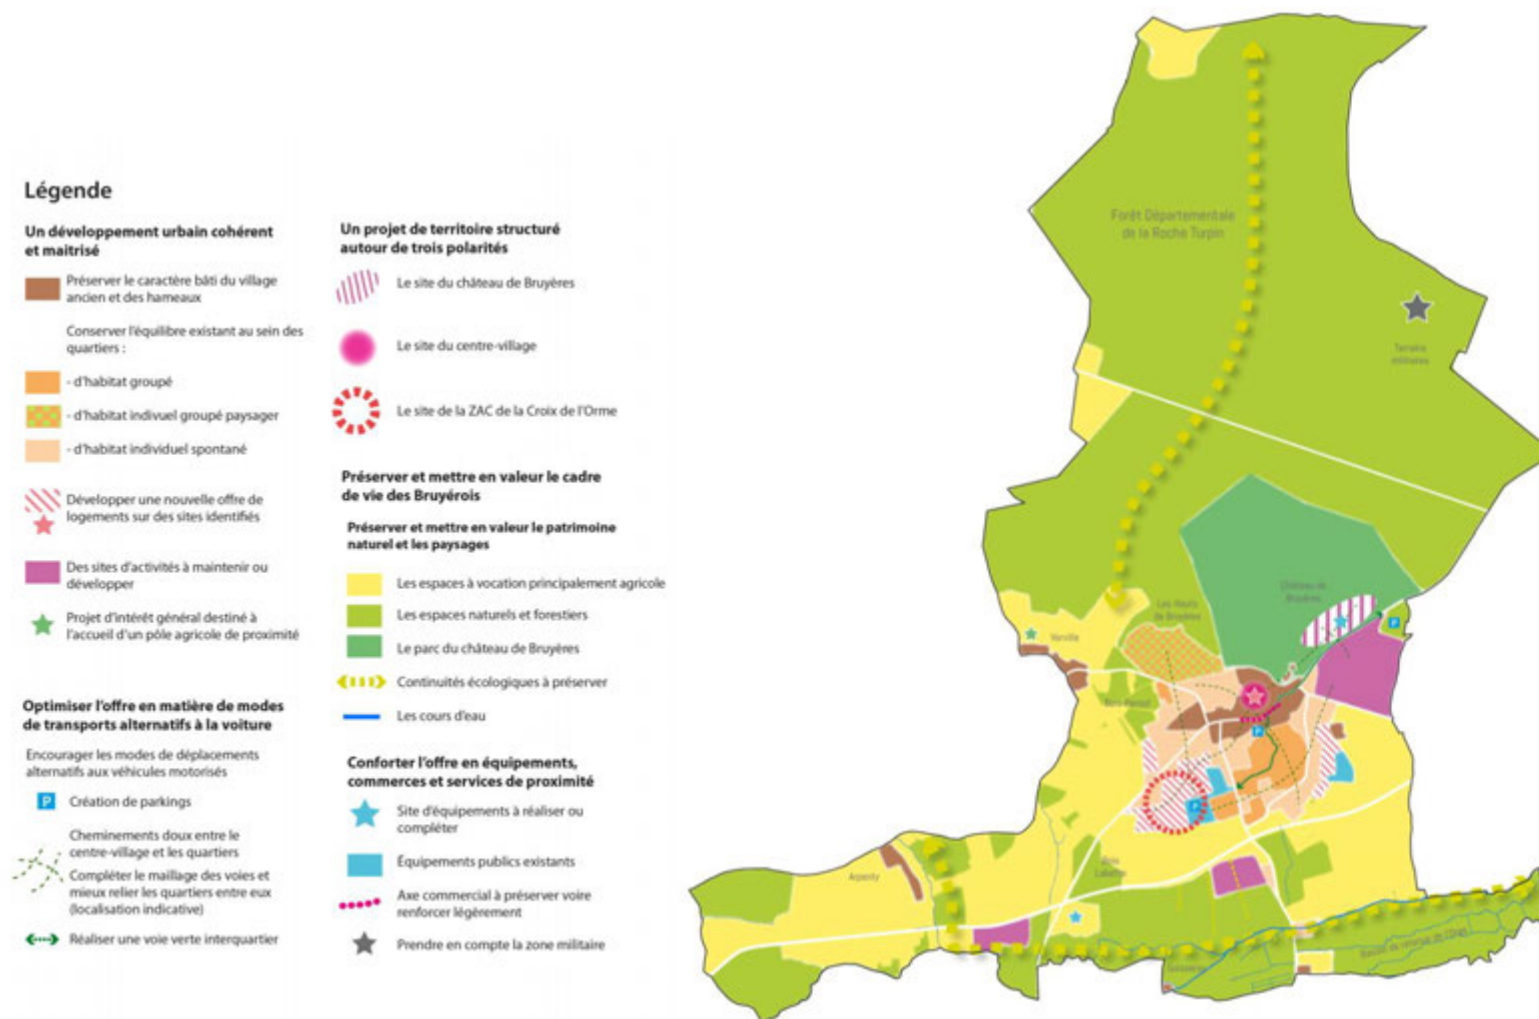 Légende
Un développement urbain cohérent
et maitrisé
Préserver le caractère bâti du village
ancien et des hameaux
Conserver l'équilibre existant au sein des
quartiers :
- d'habitat groupé
- d'habitat indivuel groupé paysager
- d'habitat individuel spontané
Développer une nouvelle offre de
logements sur des sites identifiés
Des sites d'activités à maintenir ou
développer
Projet d'intérêt général destiné à
l'accueil d'un pôle agricole de proximité
Optimiser l'offre en matière de modes
de transports alternatifs à la voiture
Encourager les modes de déplacements
alternatifs aux véhicules motorisés
P Création de parkings
Cheminements doux entre le
centre-village et les quartiers
Compléter le maillage des voies et
mieux relier les quartiers entre eux
(localisation indicative)
Réaliser une voie verte interquartier
Un projet de territoire structuré
autour de trois polarités
Le site du château de Bruyères
Le site du centre-village
Le site de la ZAC de la Croix de l'Orme
Préserver et mettre en valeur le cadre
de vie des Bruyérois
Préserver et mettre en valeur le patrimoine
naturel et les paysages
Les espaces à vocation principalement agricole
Les espaces naturels et forestiers
Le parc du château de Bruyères
Continuités écologiques à préserver
Les cours d'eau
Conforter l'offre en équipements,
commerces et services de proximité
Site d'équipements à réaliser ou
compléter
Équipements publics existants
Axe commercial à préserver voire
renforcer légèrement
Prendre en compte la zone militaire
Forêt Départementale
de la Roche Turpin
Terrains
militaires
Château de
Bruyères
Les Hauts
de Bruyères
Verville
P
P
P
Arpenty